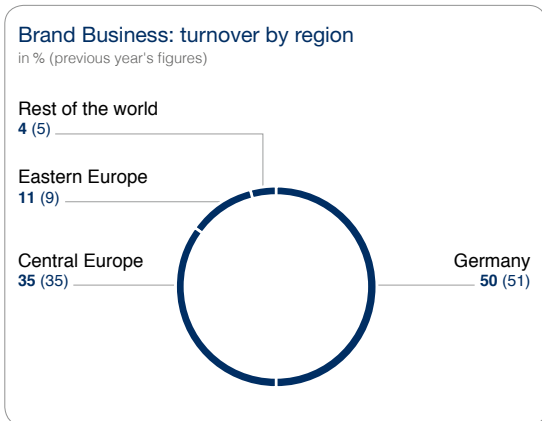 Brand Business: turnover by region
in % (previous year's figures)
Rest of the world
4 (5)
Eastern Europe
11 (9)
Central Europe
35 (35)
Germany
50 (51)